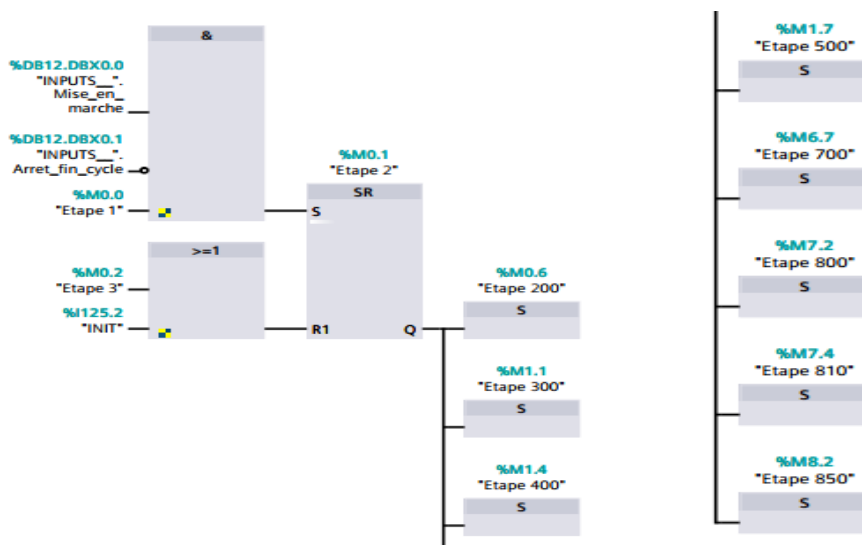 &
%DB12.DBX0.0
"INPUTS__".
Mise_en_
marche
%DB12.DBX0.1
"INPUTS__".
Arret_fin_cycle
%M0.0
"Etape 1"
%M0.1
"Etape 2"
SR
S
R1
Q
>=1
%M0.2
"Etape 3"
%I125.2
"INIT"
%M0.6
"Etape 200"
S
%M1.1
"Etape 300"
S
%M1.4
"Etape 400"
S
%M1.7
"Etape 500"
S
%M6.7
"Etape 700"
S
%M7.2
"Etape 800"
S
%M7.4
"Etape 810"
S
%M8.2
"Etape 850"
S